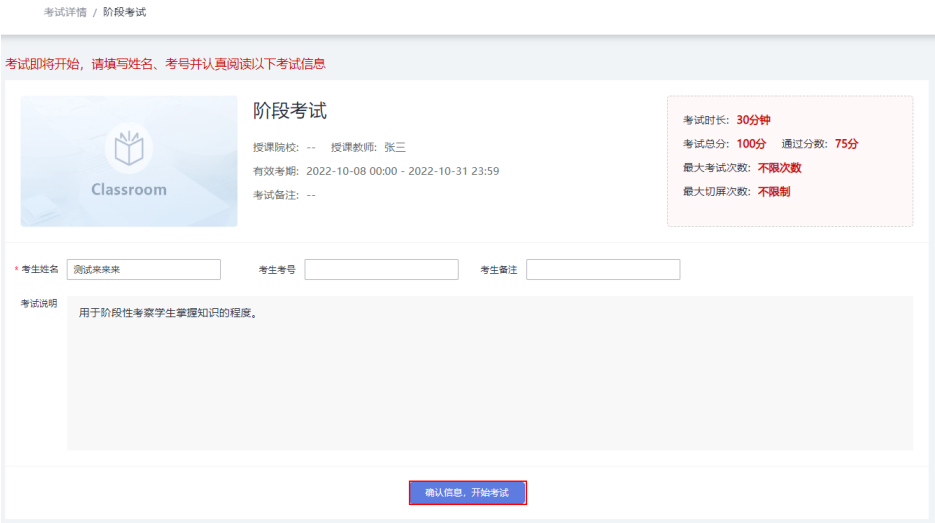 考试详情 / 阶段考试
考试即将开始，请填写姓名、考号并认真阅读以下考试信息
Classroom
阶段考试
授课院校: -- 授课教师: 张三
有效考期: 2022-10-08 00:00 - 2022-10-31 23:59
考试备注: --
考试时长: 30分钟
考试总分: 100分 通过分数: 75分
最大考试次数: 不限次数
最大切屏次数: 不限制
* 考生姓名 测试来来来 考生考号 考生备注
考试说明
用于阶段性考察学生掌握知识的程度。
确认信息，开始考试